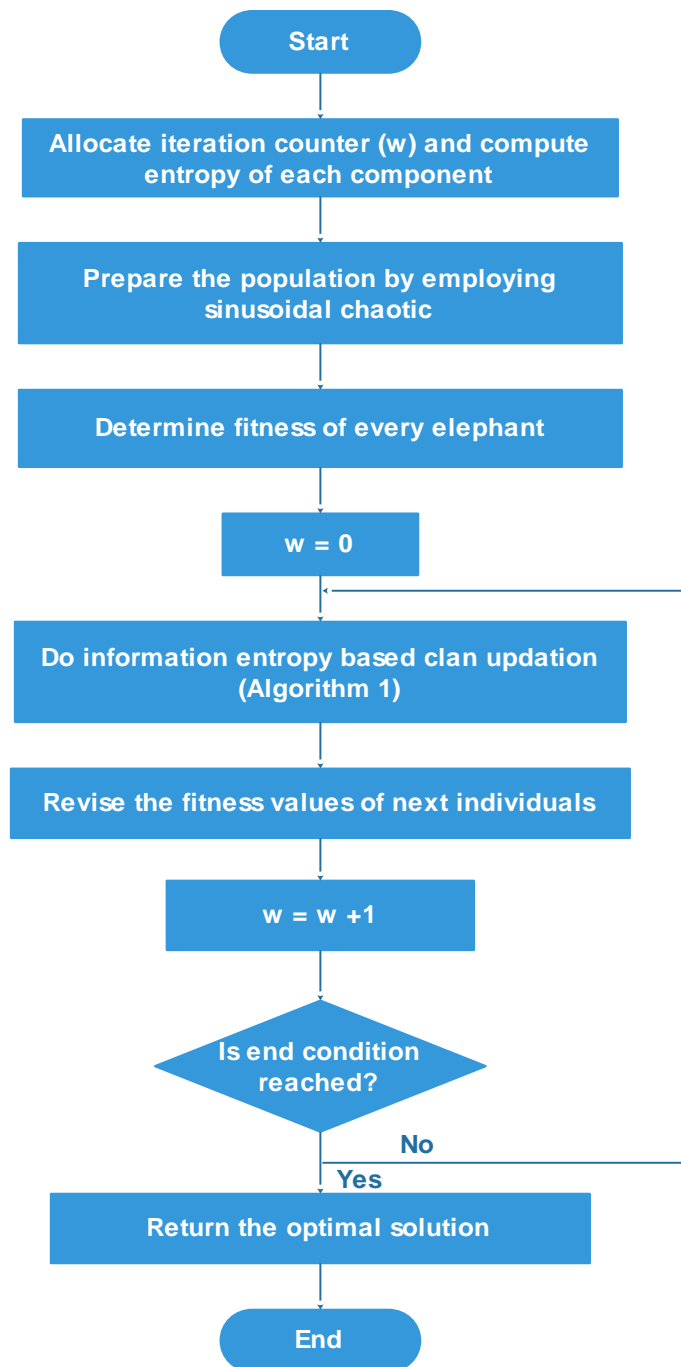 Start
Allocate iteration counter (w) and compute
entropy of each component
Prepare the population by employing
sinusoidal chaotic
Determine fitness of every elephant
w = 0
Do information entropy based clan updation
(Algorithm 1)
Revise the fitness values of next individuals
w = w +1
Is end condition
reached?
No
Yes
Return the optimal solution
End